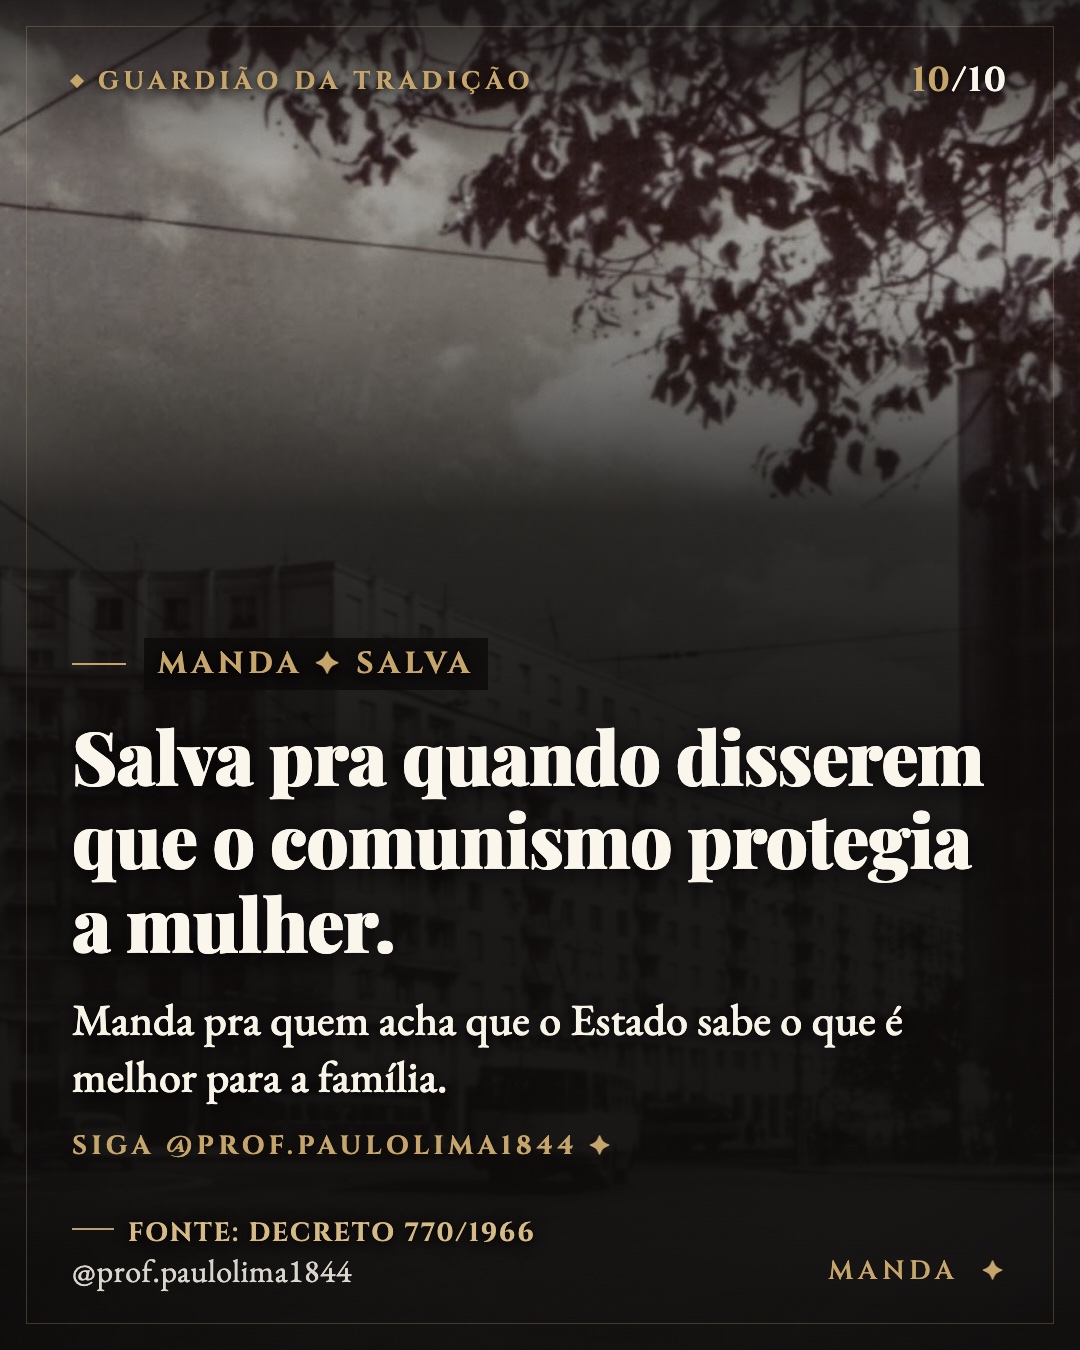 ◆ GUARDIÃO DA TRADIÇÃO
10/10
MANDA ✦ SALVA
Salva pra quando disserem
que o comunismo protegia
a mulher.
Manda pra quem acha que o Estado sabe o que é
melhor para a família.
SIGA @PROF.PAULOLIMA1844 ✦
FONTE: DECRETO 770/1966
@prof.paulolima1844
MANDA ✦